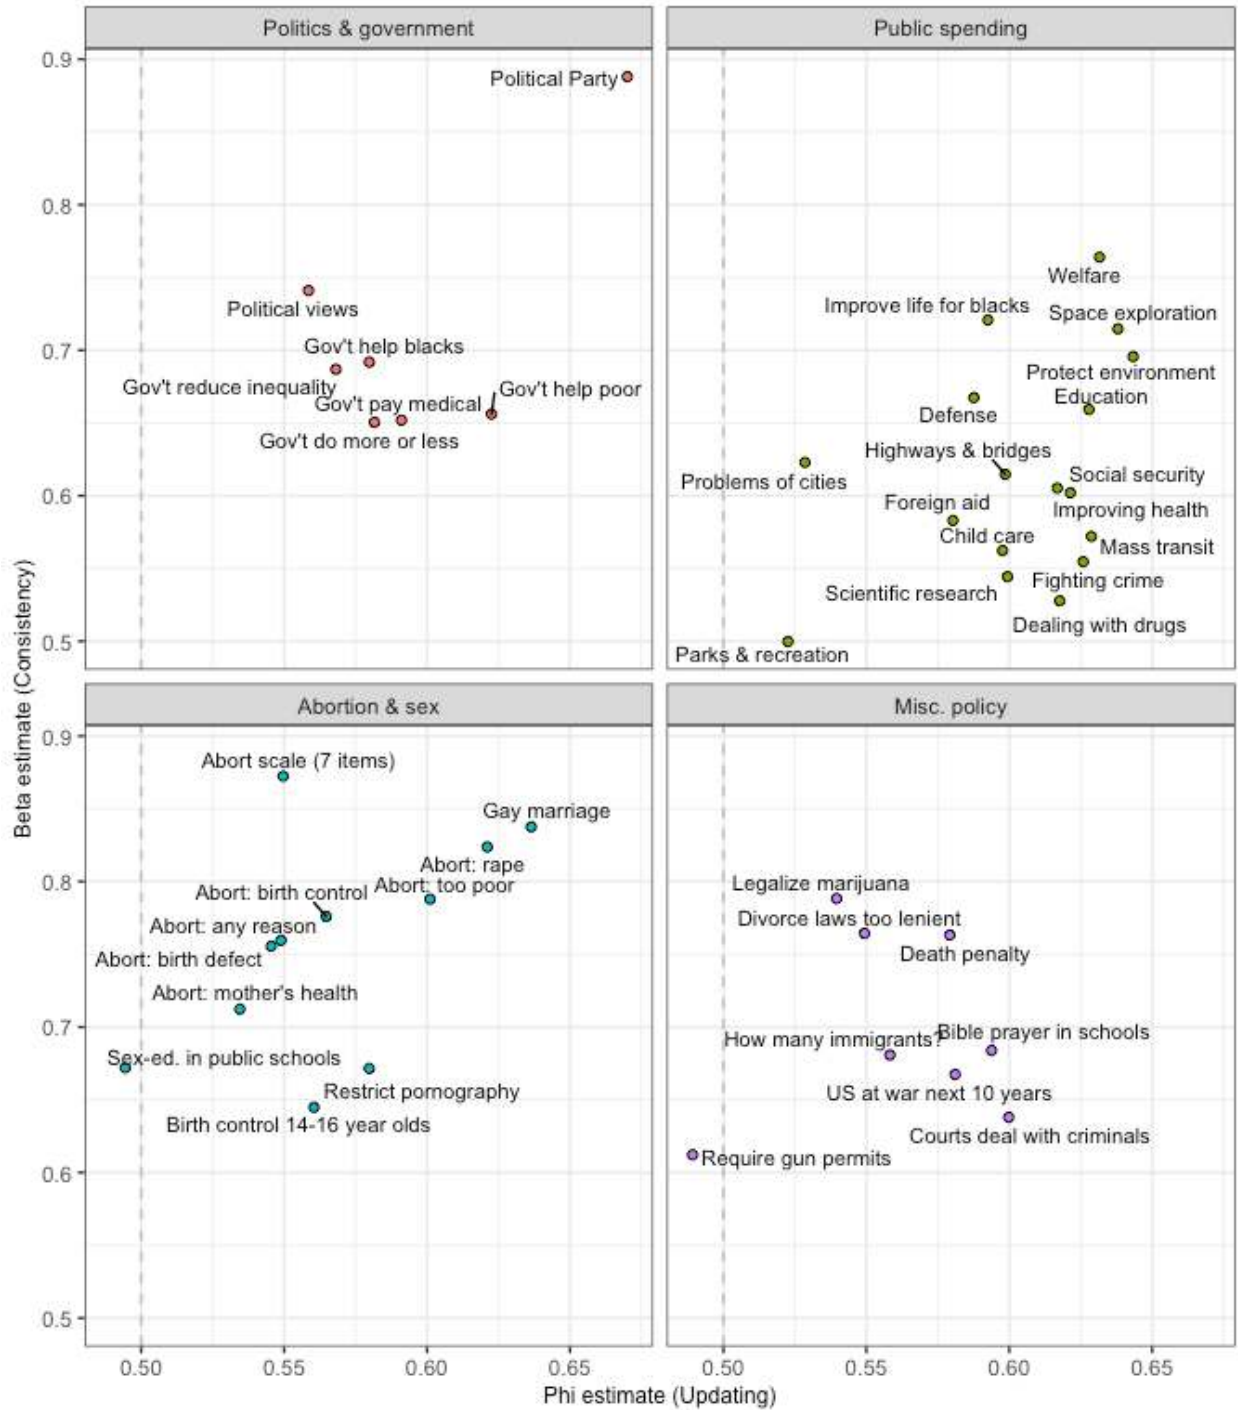 Politics & government
Public spending
0.9
Political Party
0.8
Welfare
Political views
Improve life for blacks
Space exploration
0.7
Gov't help blacks
Protect environment
Gov't reduce inequality
Gov't help poor
Education
Gov't pay medical
Defense
Gov't do more or less
Highways & bridges
Problems of cities
Social security
0.6
Foreign aid
Improving health
Child care
Mass transit
Scientific research
Fighting crime
Dealing with drugs
0.5
Parks & recreation
Beta estimate (Consistency)
Abortion & sex
Misc. policy
0.9
Abort scale (7 items)
Gay marriage
Abort: rape
0.8
Abort: birth control
Abort: too poor
Legalize marijuana
Abort: any reason
Divorce laws too lenient
Abort: birth defect
Death penalty
Abort: mother's health
0.7
How many immigrants?
Bible prayer in schools
Sex-ed. in public schools
Restrict pornography
US at war next 10 years
Birth control 14-16 year olds
Courts deal with criminals
0.6
Require gun permits
0.5
0.50
0.55
0.60
0.65
0.50
0.55
0.60
0.65
Phi estimate (Updating)